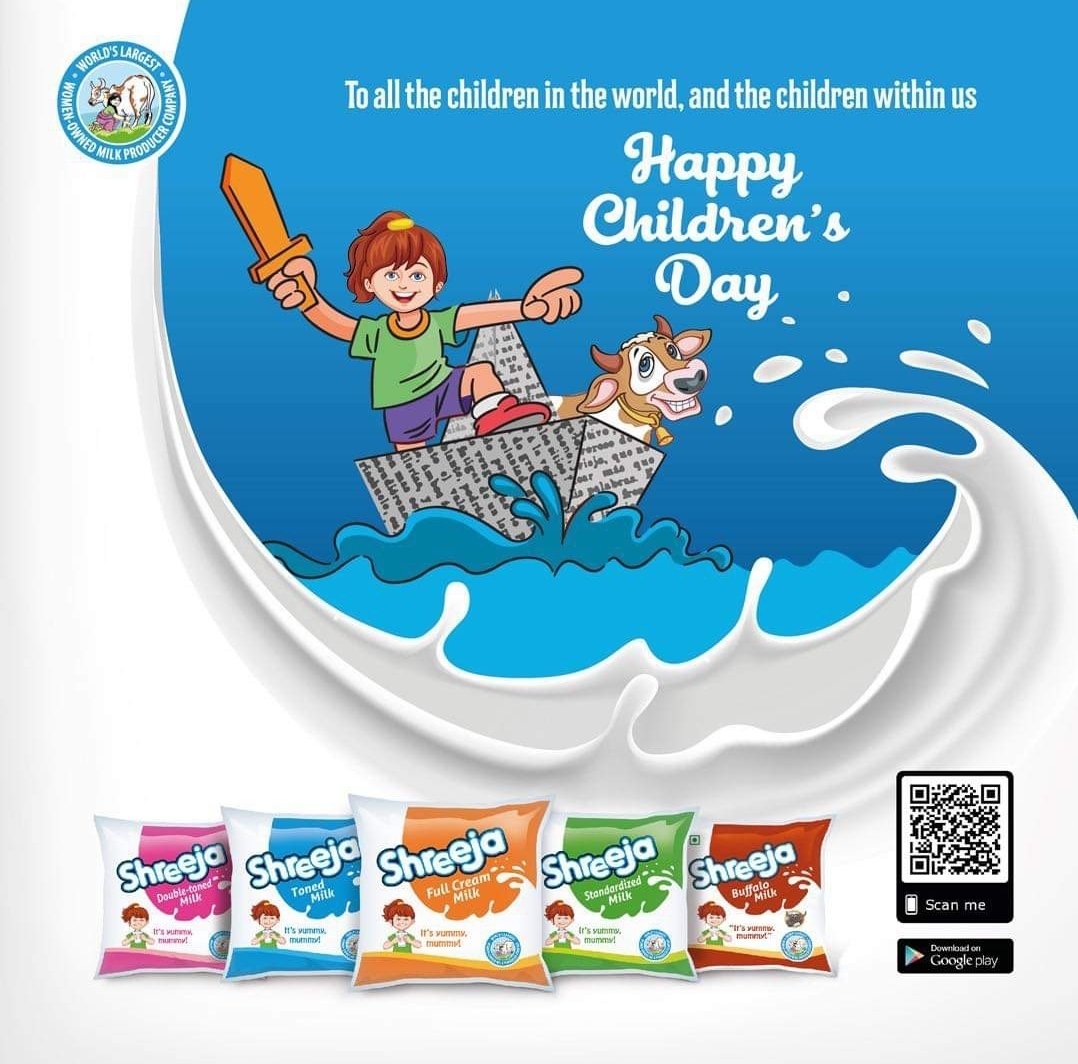 WORLD'S LARGEST
WOMEN-OWNED MILK PRODUCER COMPANY
To all the children in the world, and the children within us
Happy
Children's
Day
Shreeja
Double-toned
Milk
It's yummy,
mummy!
Shreeja
Toned
Milk
It's yummy,
mummy!
Shreeja
Full Cream
Milk
It's yummy,
mummy!
Shreeja
Standardized
Milk
It's yummy,
mummy!
Shreeja
Buffalo
Milk
"It's yummy,
mummy!"
Scan me
Download on
Google play